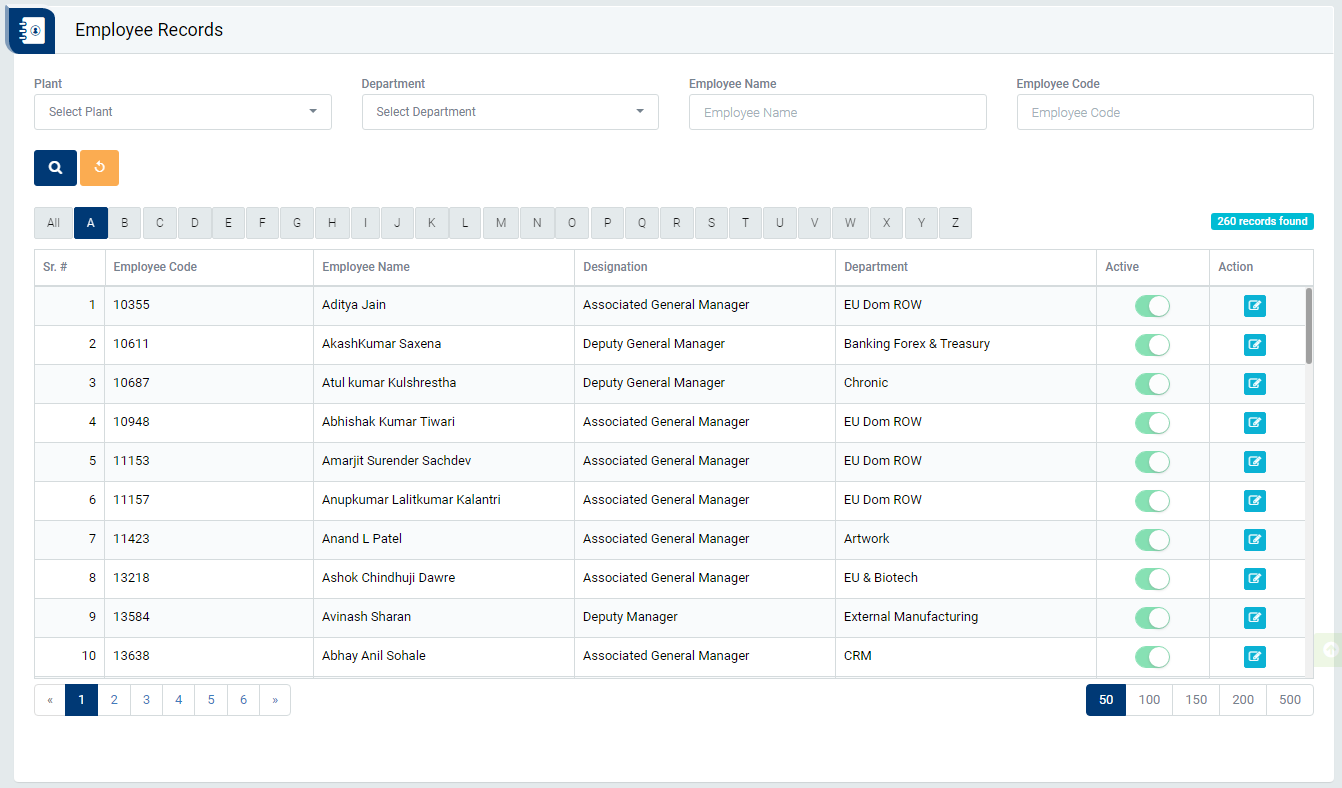 Employee Records
Plant Department Employee Name Employee Code
Select Plant Select Department Employee Name Employee Code
All A B C D E F G H I J K L M N O P Q R S T U V W X Y Z 260 records found
Sr. # Employee Code Employee Name Designation Department Active Action
1 10355 Aditya Jain Associated General Manager EU Dom ROW
2 10611 AkashKumar Saxena Deputy General Manager Banking Forex & Treasury
3 10687 Atul kumar Kulshrestha Deputy General Manager Chronic
4 10948 Abhishak Kumar Tiwari Associated General Manager EU Dom ROW
5 11153 Amarjit Surender Sachdev Associated General Manager EU Dom ROW
6 11157 Anupkumar Lalitkumar Kalantri Associated General Manager EU Dom ROW
7 11423 Anand L Patel Associated General Manager Artwork
8 13218 Ashok Chindhuji Dawre Associated General Manager EU & Biotech
9 13584 Avinash Sharan Deputy Manager External Manufacturing
10 13638 Abhay Anil Sohale Associated General Manager CRM
« 1 2 3 4 5 6 » 50 100 150 200 500